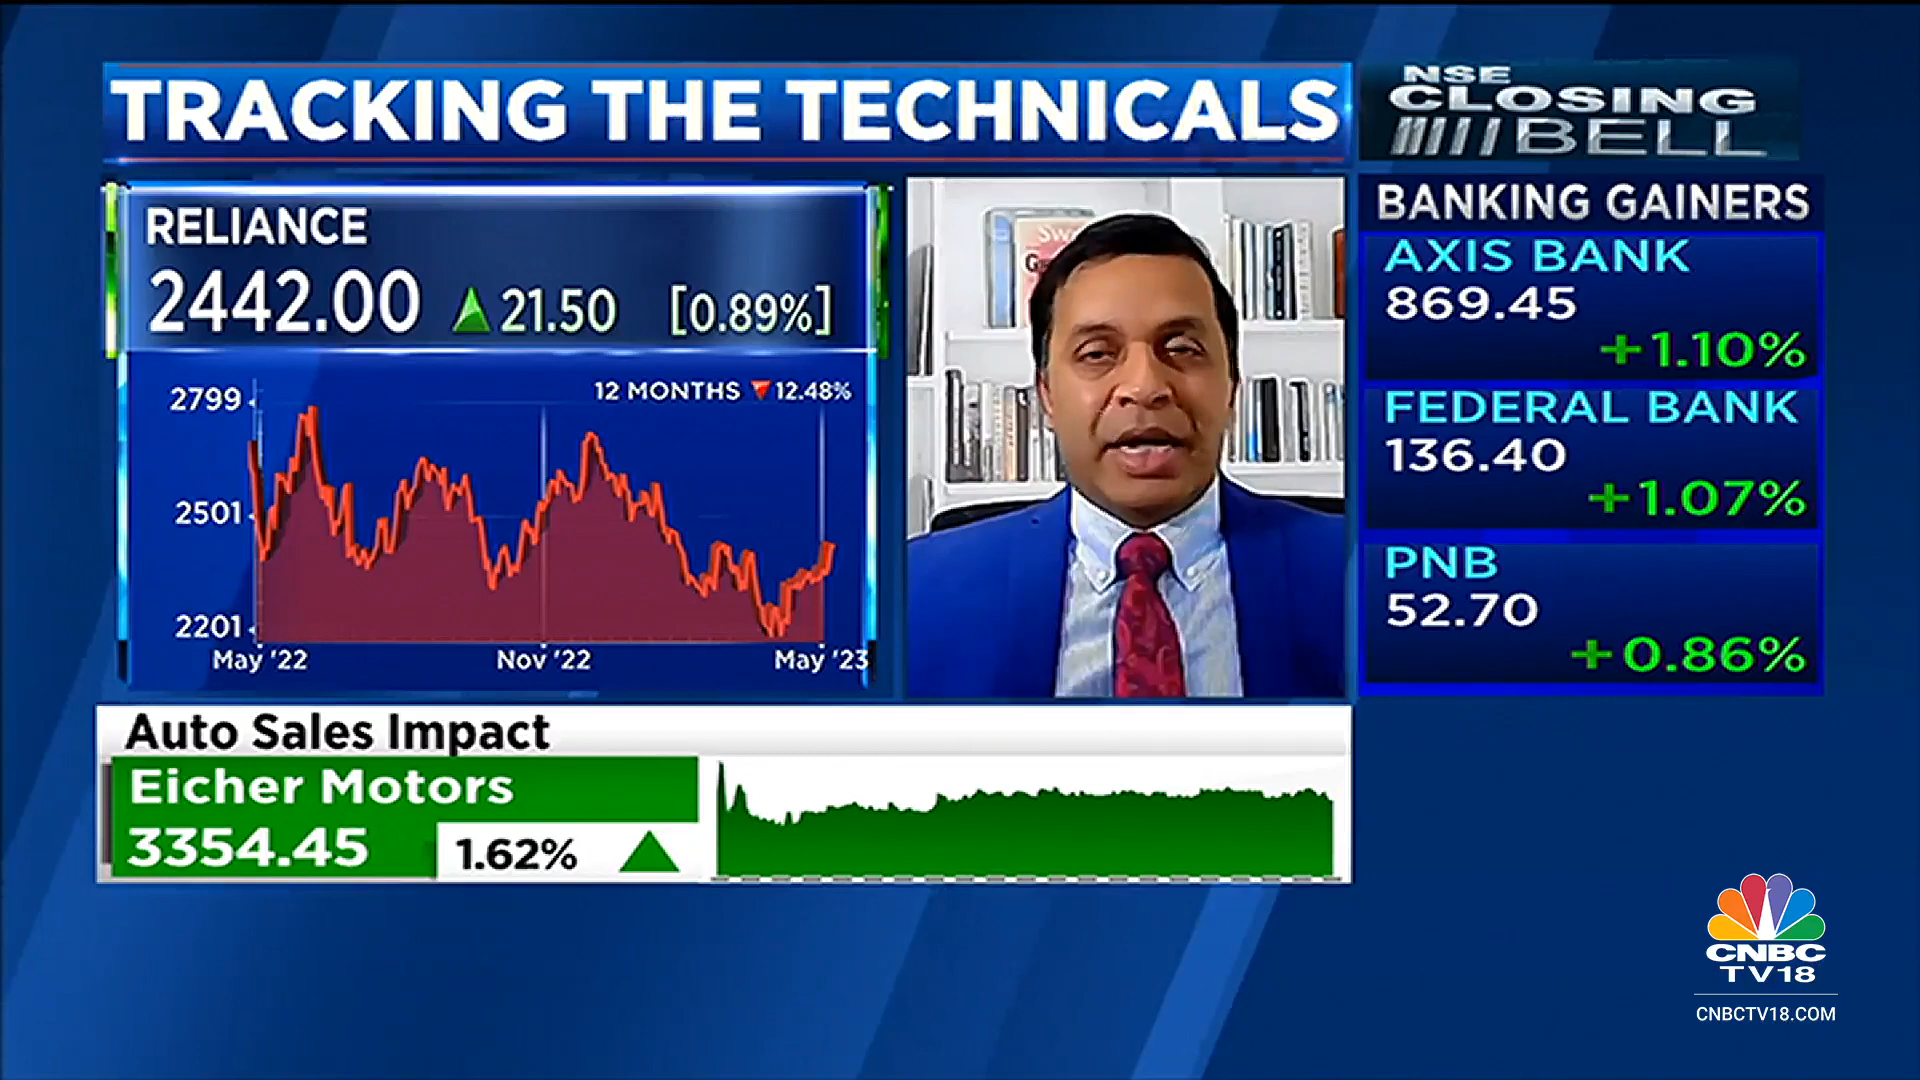 TRACKING THE TECHNICALS
NSE
CLOSING
BELL
RELIANCE
2442.00 ▲ 21.50 [0.89%]
12 MONTHS ▼12.48%
2799
2501
2201
May '22 Nov '22 May '23
BANKING GAINERS
AXIS BANK
869.45
+1.10%
FEDERAL BANK
136.40
+1.07%
PNB
52.70
+0.86%
Auto Sales Impact
Eicher Motors
3354.45 1.62% ▲
CNBC
TV18
CNBCTV18.COM